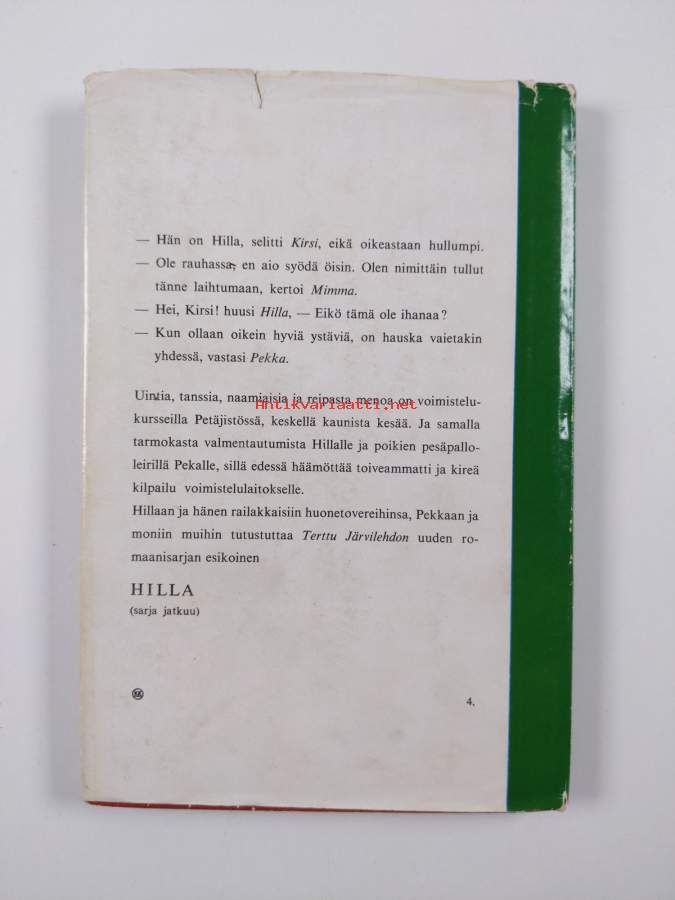 — Hän on Hilla, selitti Kirsi, eikä oikeastaan hullumpi.
— Ole rauhassa, en aio syödä öisin. Olen nimittäin tullut
tänne laihtumaan, kertoi Mimma.
— Hei, Kirsi! huusi Hilla, — Eikö tämä ole ihanaa?
— Kun ollaan oikein hyviä ystäviä, on hauska vaietakin
yhdessä, vastasi Pekka.
Uintia, tanssia, naamiaisia ja reipasta menoa on voimistelu-
Antikvariaatti.net
kursseilla Petäjistössä, keskellä kaunista kesää. Ja samalla
tarmokasta valmentautumista Hillalle ja poikien pesäpallo-
leirillä Pekalle, sillä edessä häämöttää toiveammatti ja kireä
kilpailu voimistelulaitokselle.
Hillaan ja hänen railakkaisiin huonetovereihinsa, Pekkaan ja
moniin muihin tutustuttaa Terttu Järvilehdon uuden ro-
maanisarjan esikoinen
HILLA
(sarja jatkuu)
4.